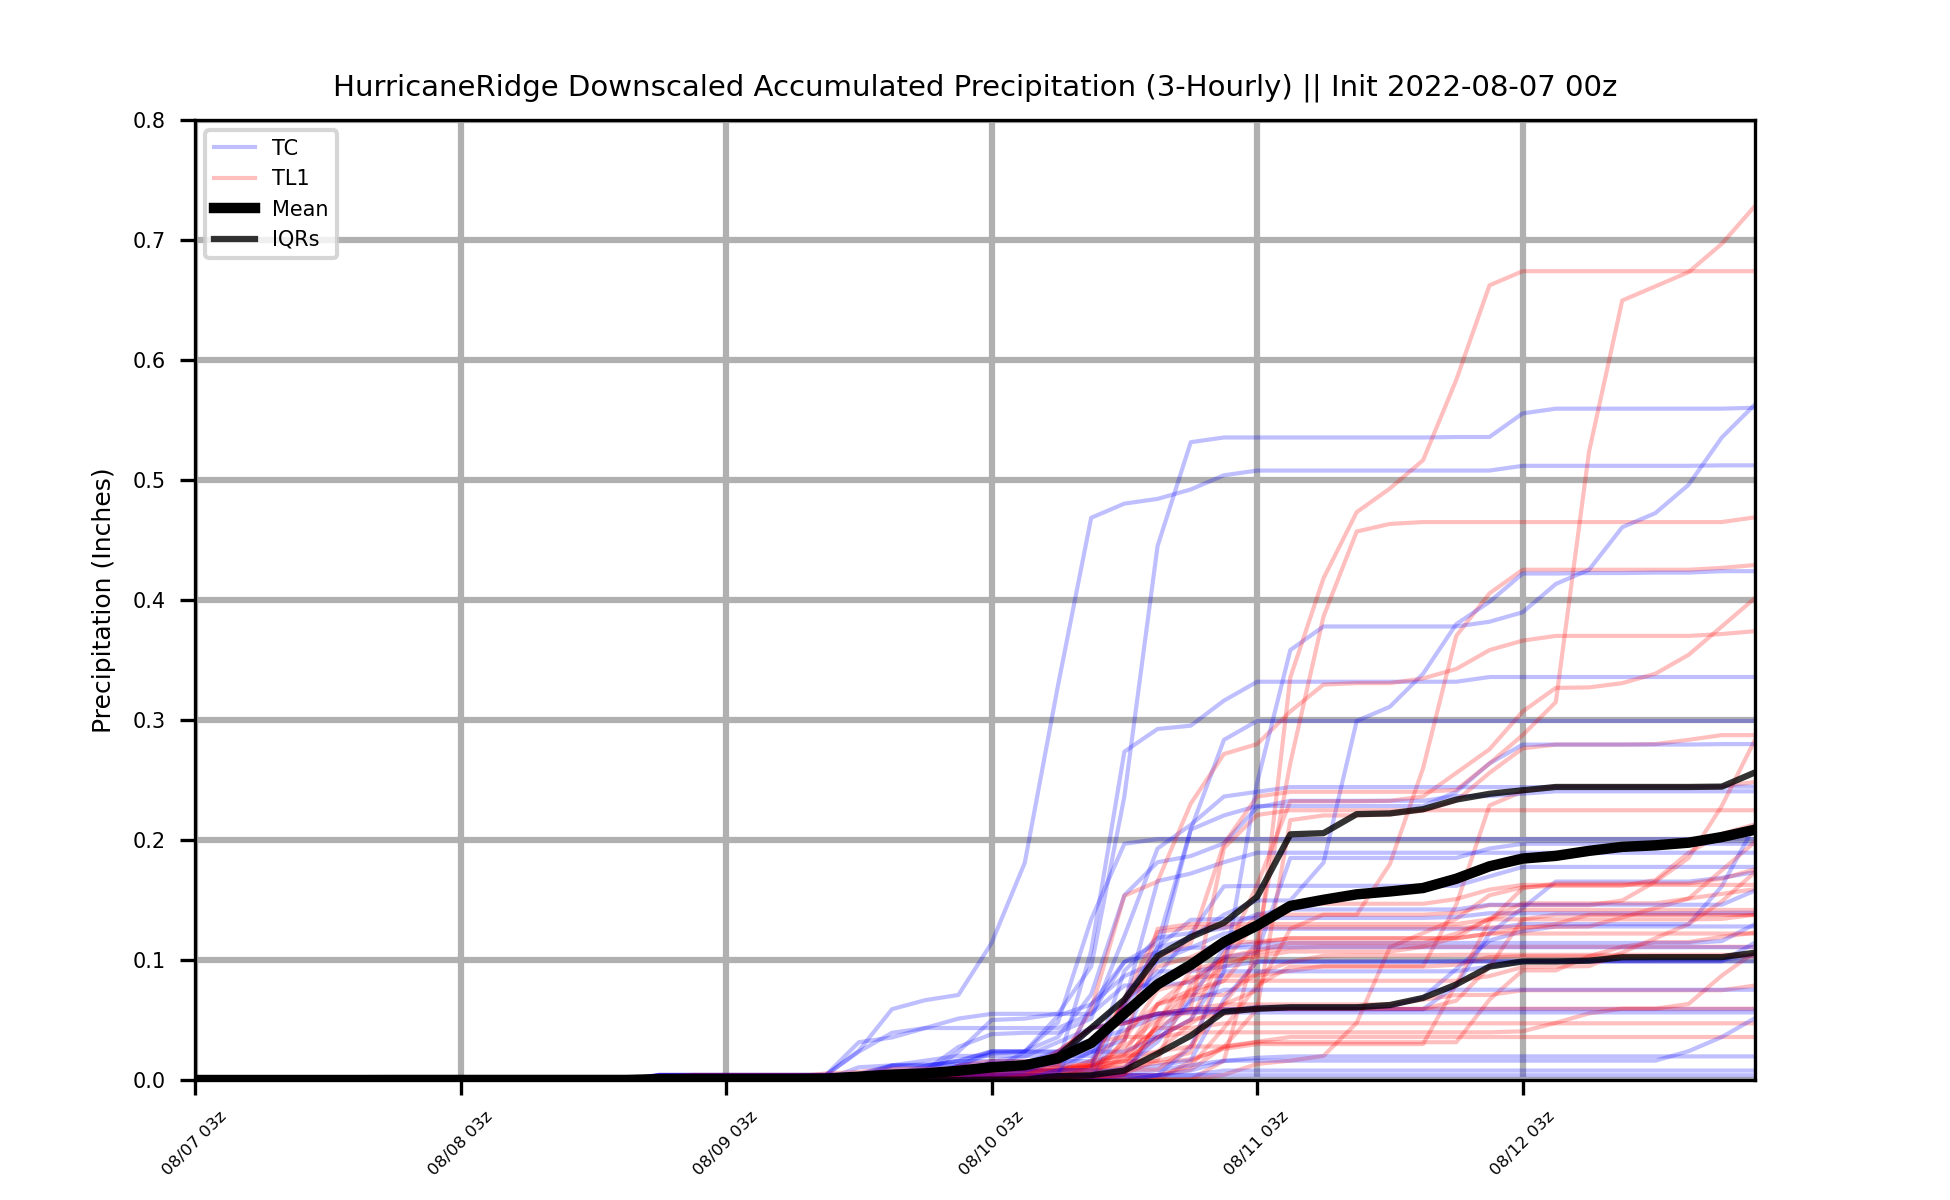 HurricaneRidge Downscaled Accumulated Precipitation (3-Hourly) || Init 2022-08-07 00z
TC
TL1
Mean
IQRs
Precipitation (Inches)
0.8
0.7
0.6
0.5
0.4
0.3
0.2
0.1
0.0
08/07 03z
08/08 03z
08/09 03z
08/10 03z
08/11 03z
08/12 03z